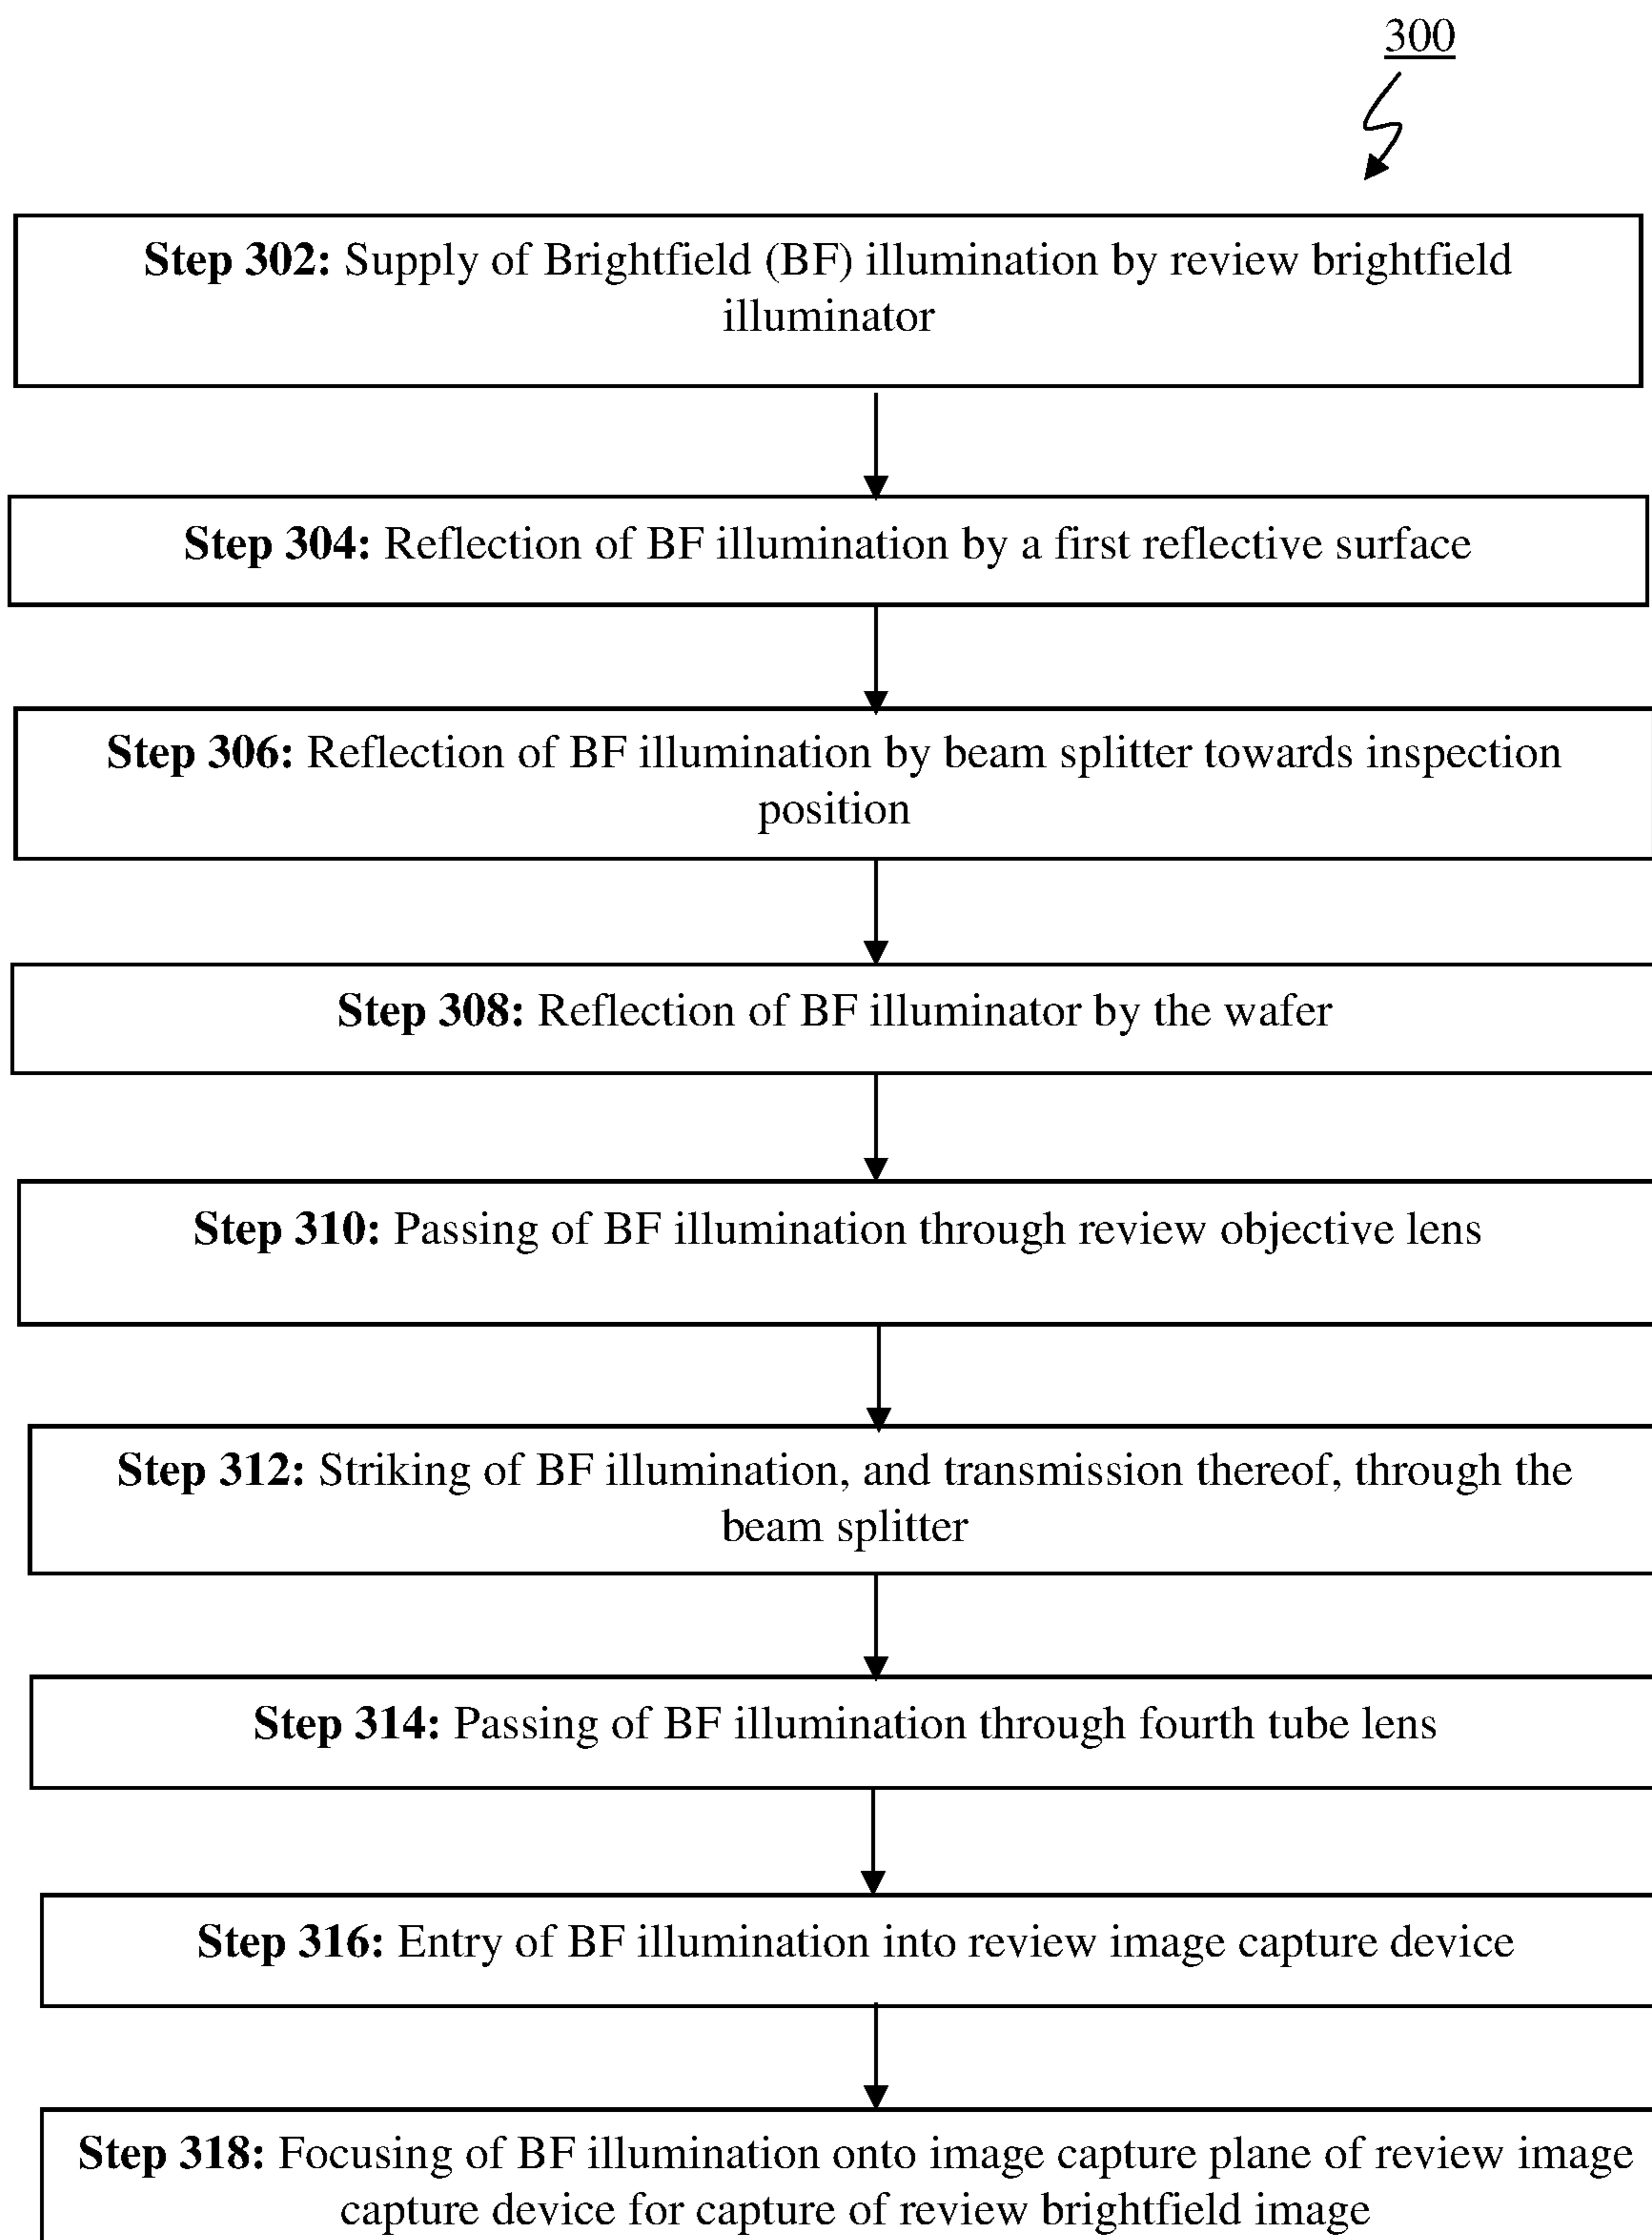 300
Step 302: Supply of Brightfield (BF) illumination by review brightfield
illuminator
Step 304: Reflection of BF illumination by a first reflective surface
Step 306: Reflection of BF illumination by beam splitter towards inspection
position
Step 308: Reflection of BF illuminator by the wafer
Step 310: Passing of BF illumination through review objective lens
Step 312: Striking of BF illumination, and transmission thereof, through the
beam splitter
Step 314: Passing of BF illumination through fourth tube lens
Step 316: Entry of BF illumination into review image capture device
Step 318: Focusing of BF illumination onto image capture plane of review image
capture device for capture of review brightfield image